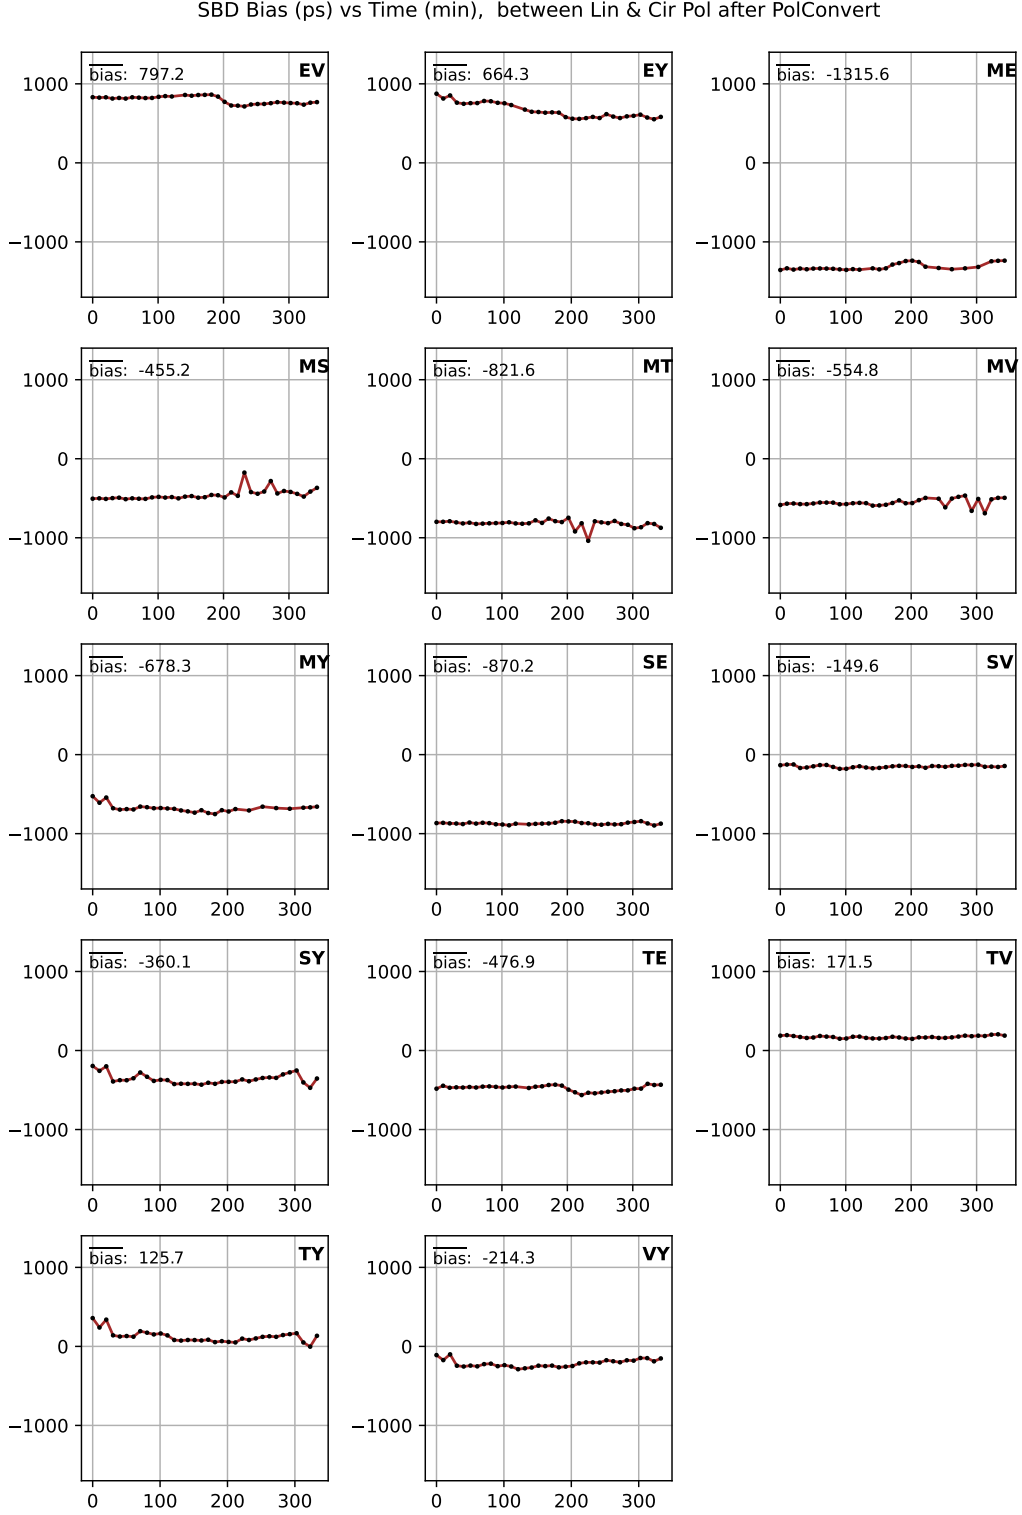 SBD Bias (ps) vs Time (min),  between Lin & Cir Pol after PolConvert
bias: 797.2 EV
1000
0
−1000
0 100 200 300
bias: 664.3 EY
1000
0
−1000
0 100 200 300
bias: -1315.6 ME
1000
0
−1000
0 100 200 300
bias: -455.2 MS
1000
0
−1000
0 100 200 300
bias: -821.6 MT
1000
0
−1000
0 100 200 300
bias: -554.8 MV
1000
0
−1000
0 100 200 300
bias: -678.3 MY
1000
0
−1000
0 100 200 300
bias: -870.2 SE
1000
0
−1000
0 100 200 300
bias: -149.6 SV
1000
0
−1000
0 100 200 300
bias: -360.1 SY
1000
0
−1000
0 100 200 300
bias: -476.9 TE
1000
0
−1000
0 100 200 300
bias: 171.5 TV
1000
0
−1000
0 100 200 300
bias: 125.7 TY
1000
0
−1000
0 100 200 300
bias: -214.3 VY
1000
0
−1000
0 100 200 300